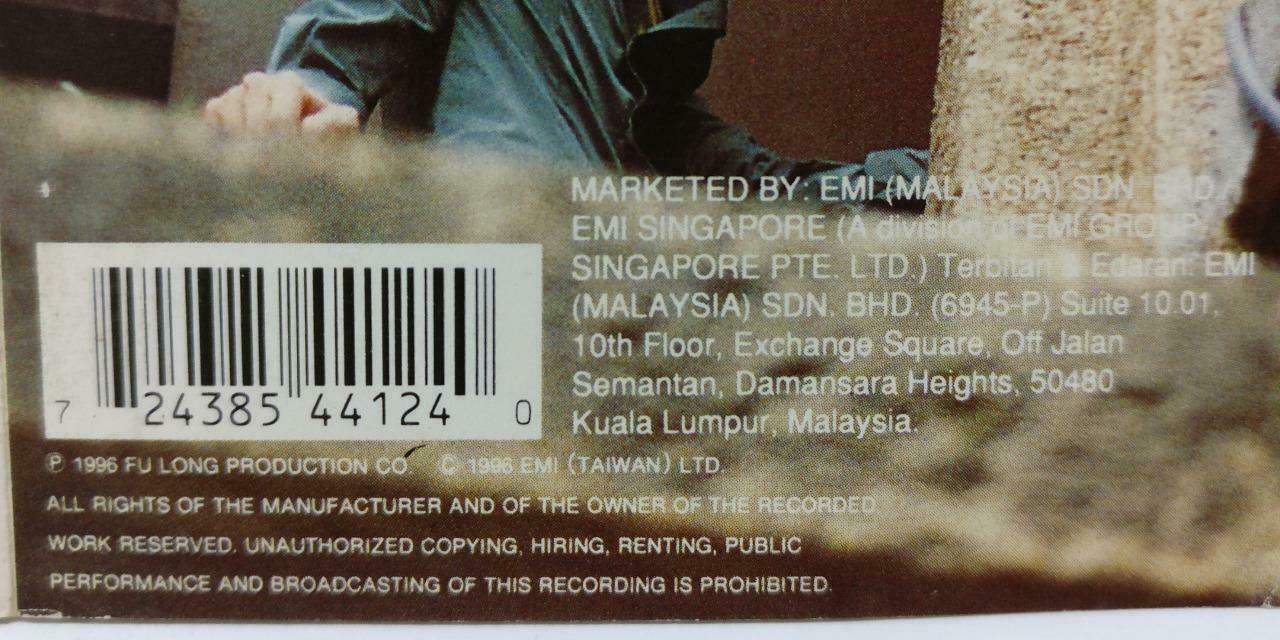 MARKETED BY: EMI (MALAYSIA) SDN. BHD./
EMI SINGAPORE (A division of EMI GROUP
SINGAPORE PTE. LTD.) Terbitan & Edaran: EMI
(MALAYSIA) SDN. BHD. (6945-P) Suite 10.01,
10th Floor, Exchange Square, Off Jalan
Semantan, Damansara Heights, 50480
Kuala Lumpur, Malaysia.
7 24385 44124 0
℗ 1996 FU LONG PRODUCTION CO. © 1996 EMI (TAIWAN) LTD.
ALL RIGHTS OF THE MANUFACTURER AND OF THE OWNER OF THE RECORDED
WORK RESERVED. UNAUTHORIZED COPYING, HIRING, RENTING, PUBLIC
PERFORMANCE AND BROADCASTING OF THIS RECORDING IS PROHIBITED.